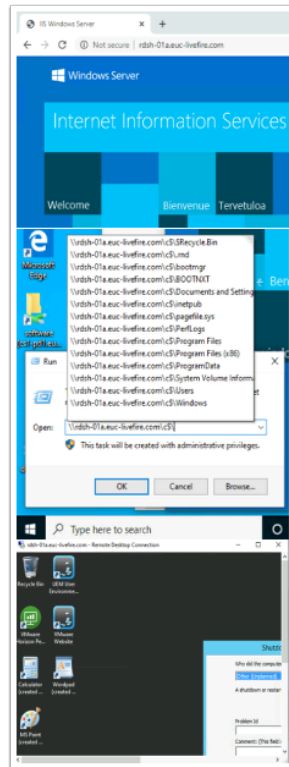 IIS Windows Server
Not secure | rdsh-01a.euc-livefire.com
Windows Server
Internet Information Services
Welcome
Bienvenue
Tervetuloa
Microsoft
Edge
\\rdsh-01a.euc-livefire.com\c$\$Recycle.Bin
\\rdsh-01a.euc-livefire.com\c$\.rnd
\\rdsh-01a.euc-livefire.com\c$\bootmgr
\\rdsh-01a.euc-livefire.com\c$\BOOTNXT
\\rdsh-01a.euc-livefire.com\c$\Documents and Setting
\\rdsh-01a.euc-livefire.com\c$\inetpub
\\rdsh-01a.euc-livefire.com\c$\pagefile.sys
\\rdsh-01a.euc-livefire.com\c$\PerfLogs
\\rdsh-01a.euc-livefire.com\c$\Program Files
\\rdsh-01a.euc-livefire.com\c$\Program Files (x86)
\\rdsh-01a.euc-livefire.com\c$\ProgramData
\\rdsh-01a.euc-livefire.com\c$\System Volume Inform
\\rdsh-01a.euc-livefire.com\c$\Users
\\rdsh-01a.euc-livefire.com\c$\Windows
e Ben
software
Run
et
Open:
\\rdsh-01a.euc-livefire.com\c$\
This task will be created with administrative privileges.
OK
Cancel
Browse...
Type here to search
rdsh-01a.euc-livefire.com - Remote Desktop Connection
Recycle Bin
UEM User
Environme...
VMware
Horizon Pe...
VMware
Website
Calculator
(created ...
Wordpad
(created ...
MS Paint
(created ...
Shutdo
Who did the compute
Other (Unplanned)
A shutdown or restar
Problem Id
Comment: (This field i